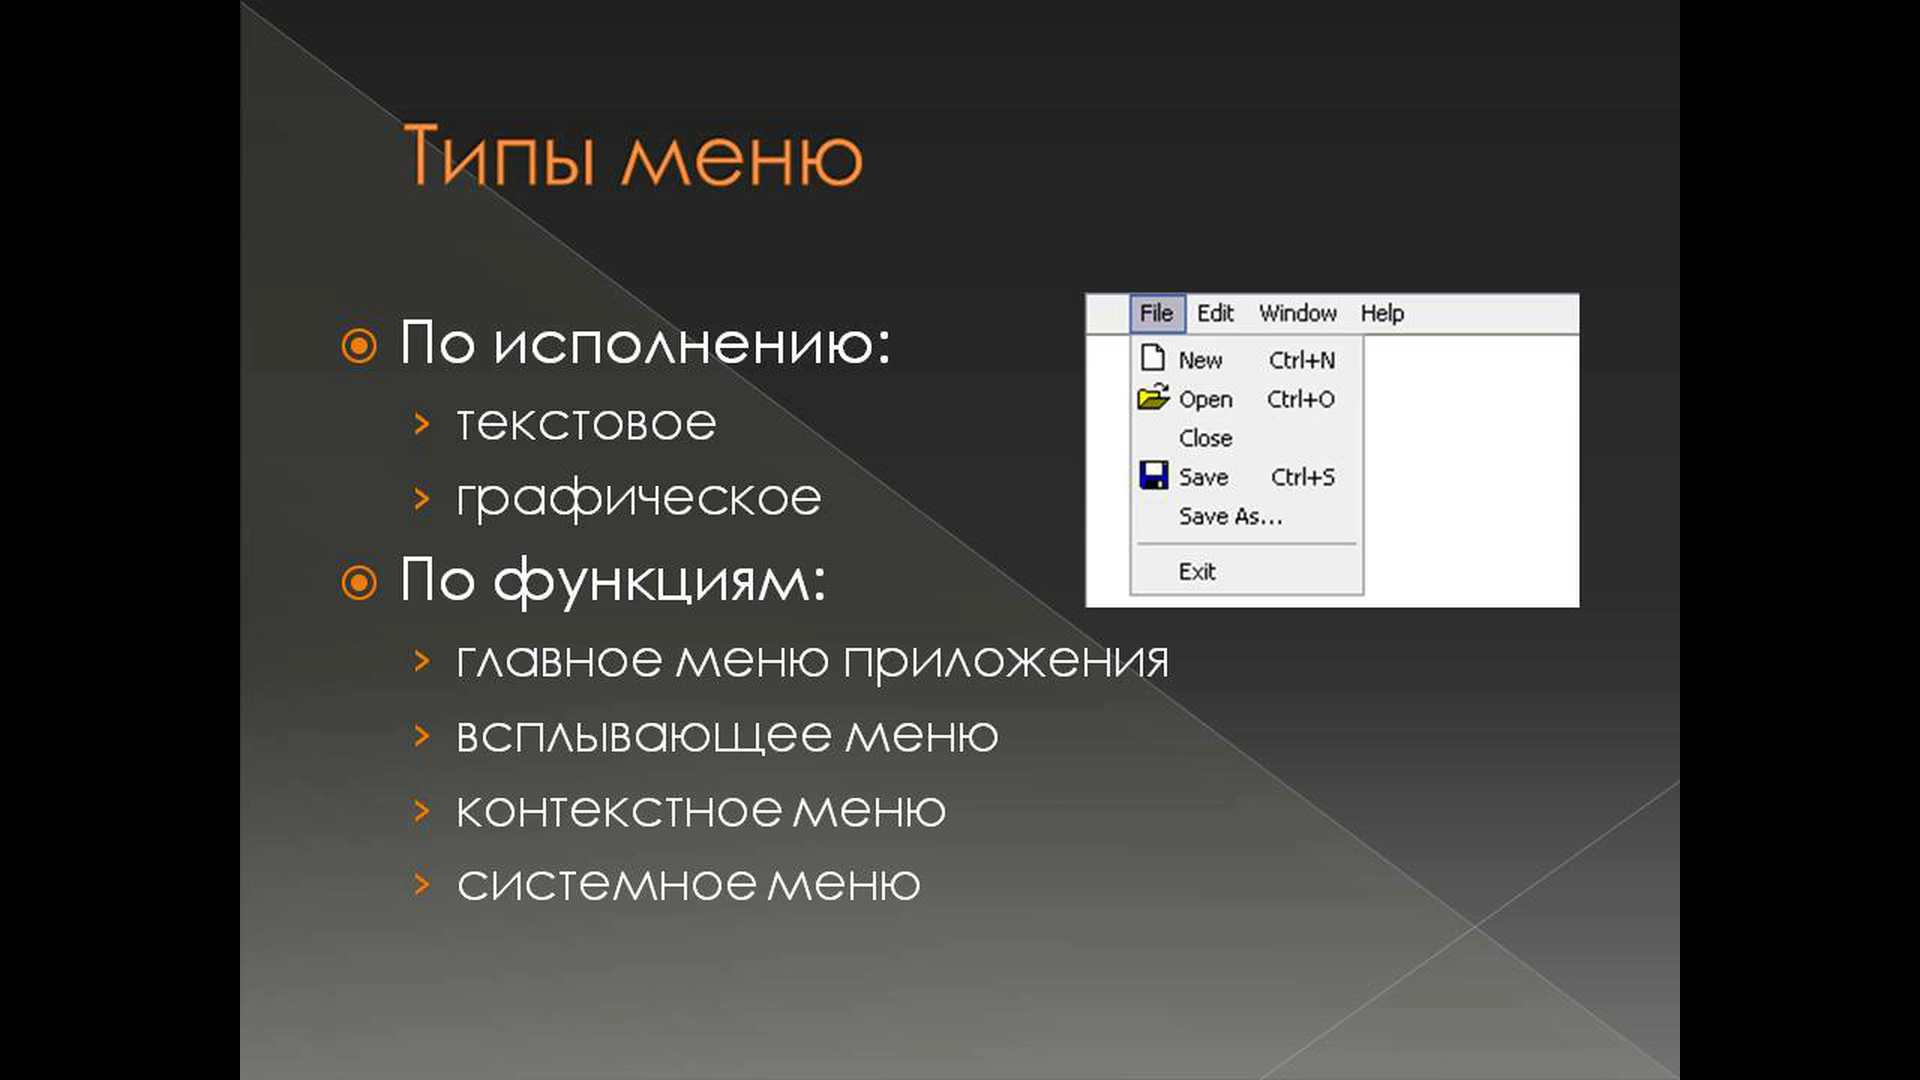 Типы меню
По исполнению:
текстовое
графическое
По функциям:
главное меню приложения
всплывающее меню
контекстное меню
системное меню
File Edit Window Help
New Ctrl+N
Open Ctrl+O
Close
Save Ctrl+S
Save As...
Exit